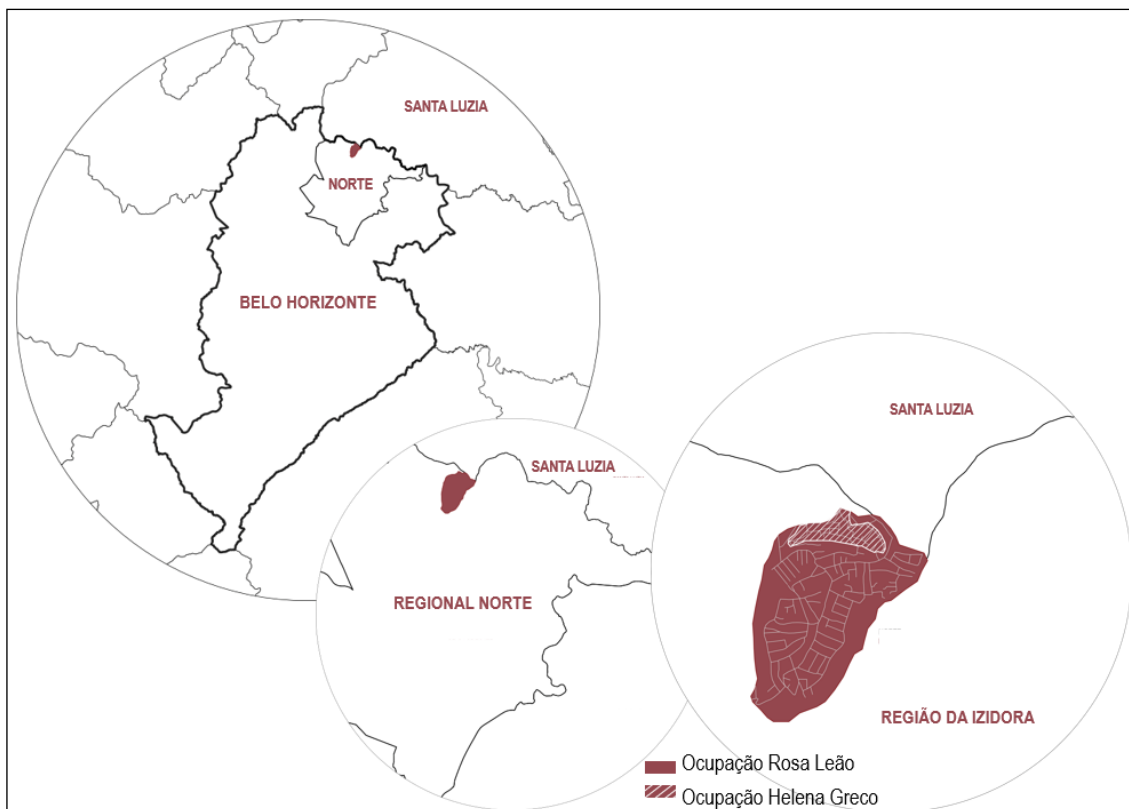 SANTA LUZIA
NORTE
BELO HORIZONTE
SANTA LUZIA
REGIONAL NORTE
SANTA LUZIA
REGIÃO DA IZIDORA
Ocupação Rosa Leão
Ocupação Helena Greco